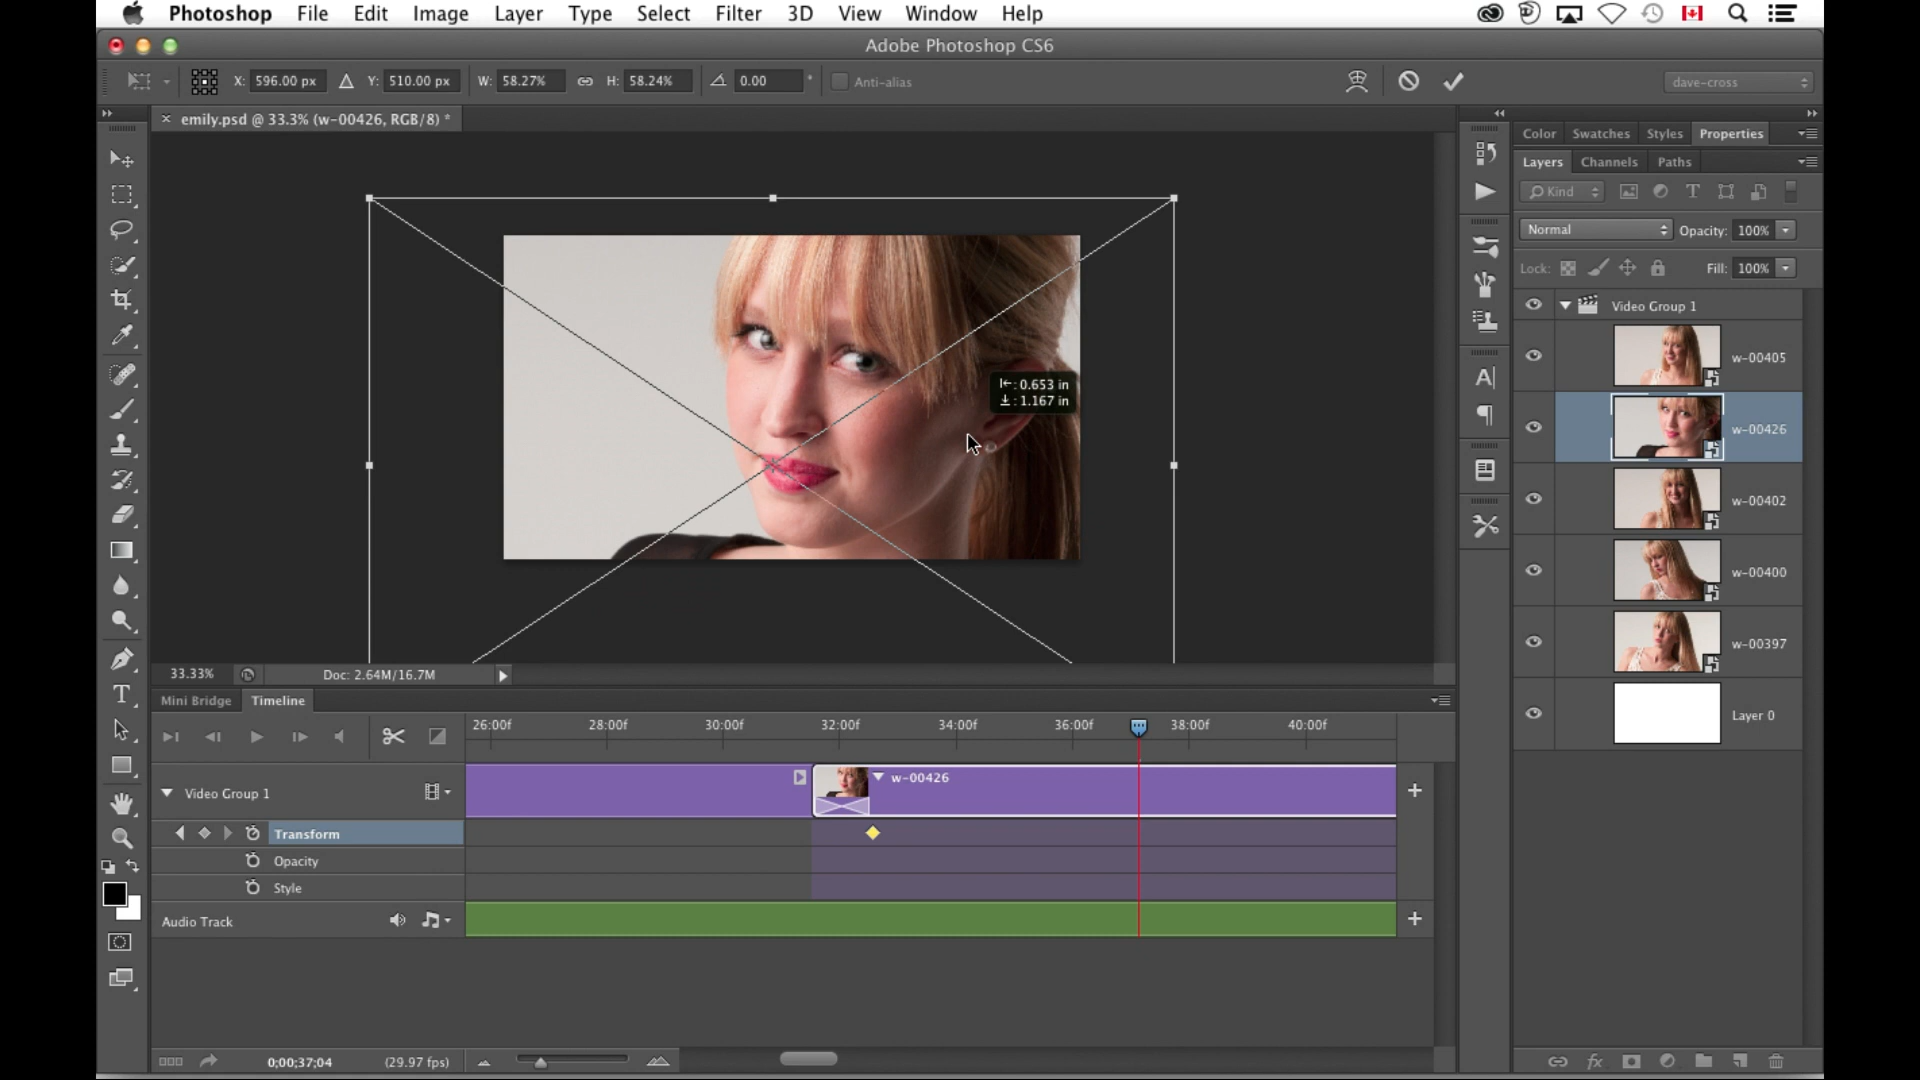 Photoshop File Edit Image Layer Type Select Filter 3D View Window Help
Adobe Photoshop CS6
X: 596.00 px Y: 510.00 px W: 58.27% H: 58.24% 0.00 ° Anti-alias dave-cross
× emily.psd @ 33.3% (w-00426, RGB/8) *
Color Swatches Styles Properties
Layers Channels Paths
Kind
Normal Opacity: 100%
Lock: Fill: 100%
Video Group 1
w-00405
w-00426
w-00402
w-00400
w-00397
Layer 0
: 0.653 in
: 1.167 in
33.33% Doc: 2.64M/16.7M
Mini Bridge Timeline
26:00f 28:00f 30:00f 32:00f 34:00f 36:00f 38:00f 40:00f
Video Group 1 w-00426
Transform
Opacity
Style
Audio Track
0;00;37;04 (29.97 fps)